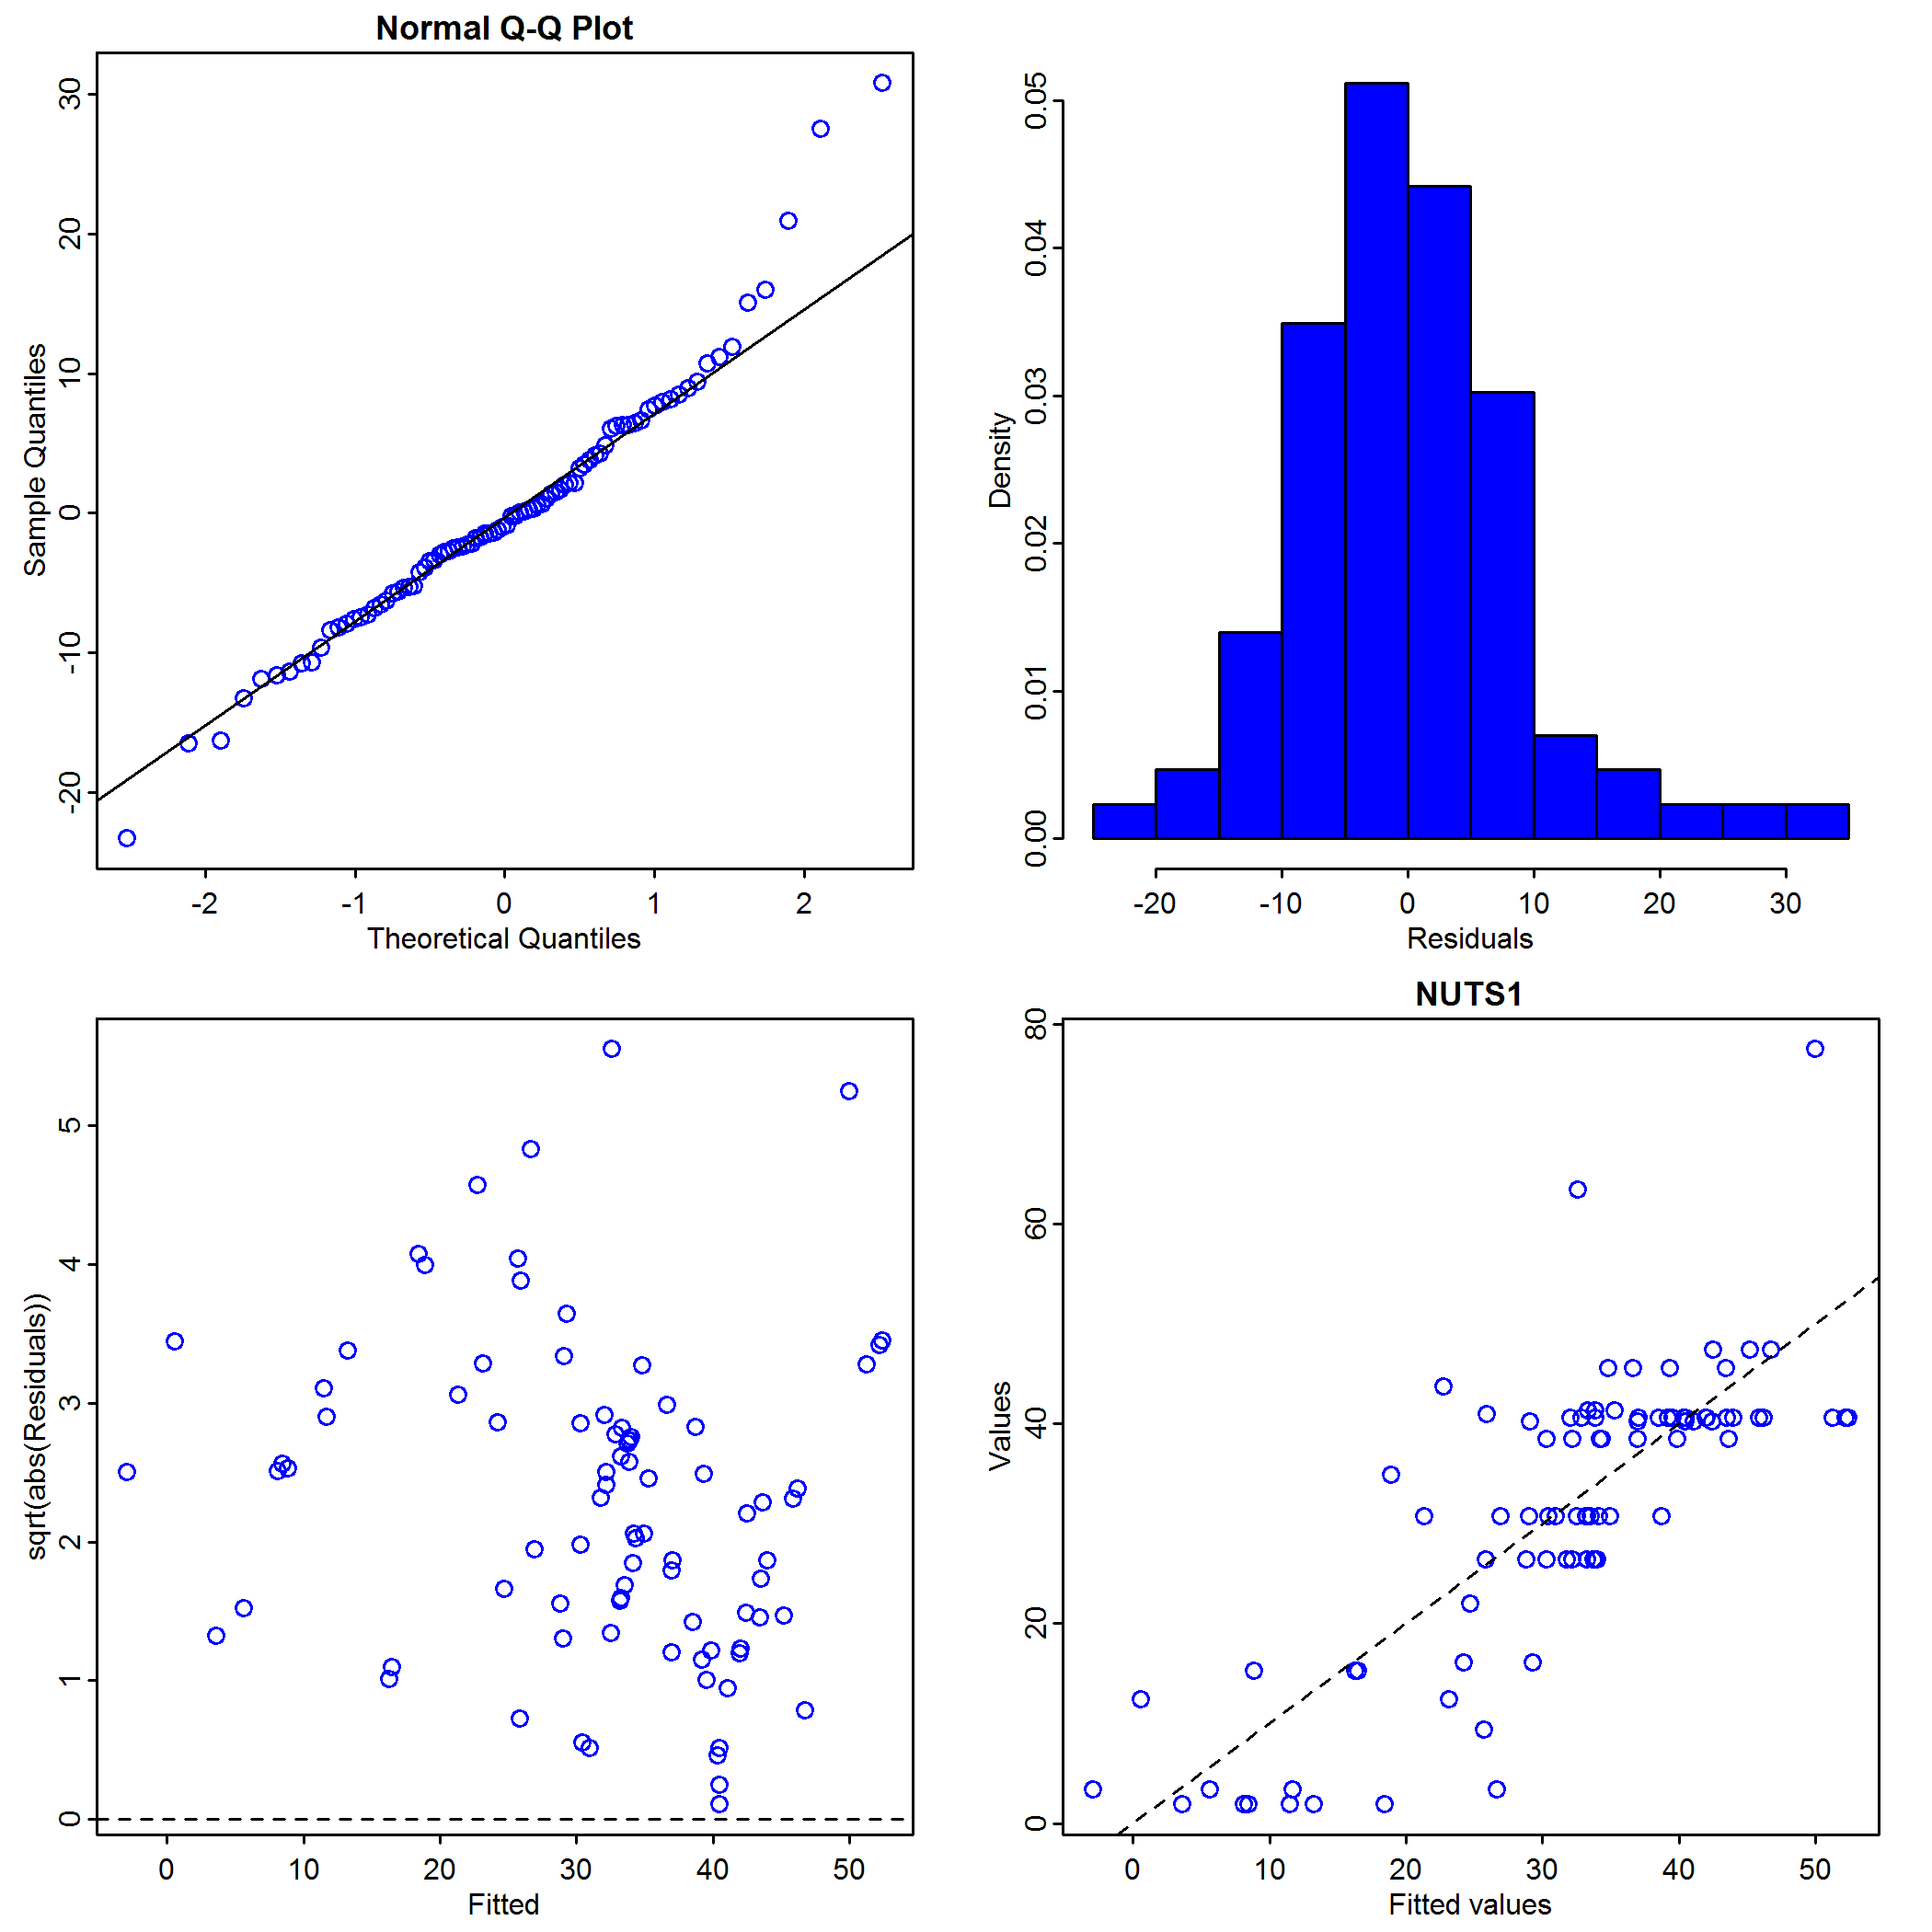 Normal Q-Q Plot
30
20
10
0
-10
-20
Sample Quantiles
-2 -1 0 1 2
Theoretical Quantiles
0.05
0.04
0.03
0.02
0.01
0.00
Density
-20 -10 0 10 20 30
Residuals
5
4
3
2
1
0
sqrt(abs(Residuals))
0 10 20 30 40 50
Fitted
NUTS1
80
60
40
20
0
Values
0 10 20 30 40 50
Fitted values